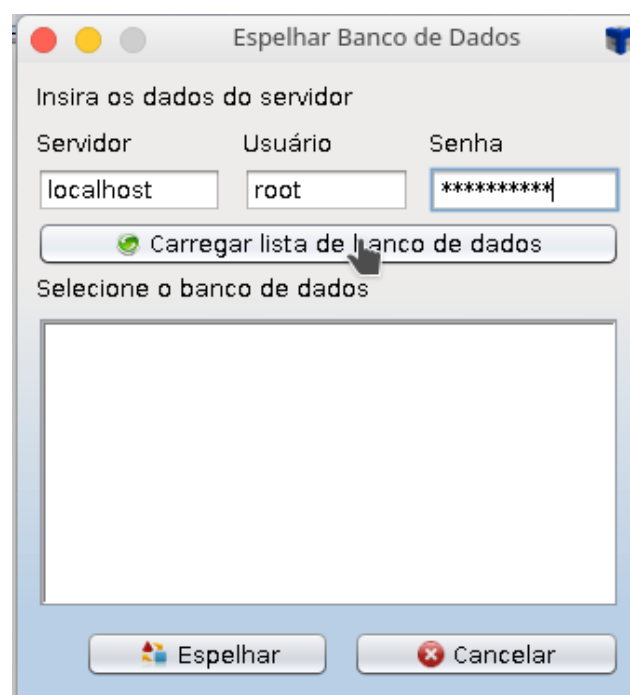 Espelhar Banco de Dados
Insira os dados do servidor
Servidor Usuário Senha
localhost root **********
Carregar lista de banco de dados
Selecione o banco de dados
Espelhar Cancelar